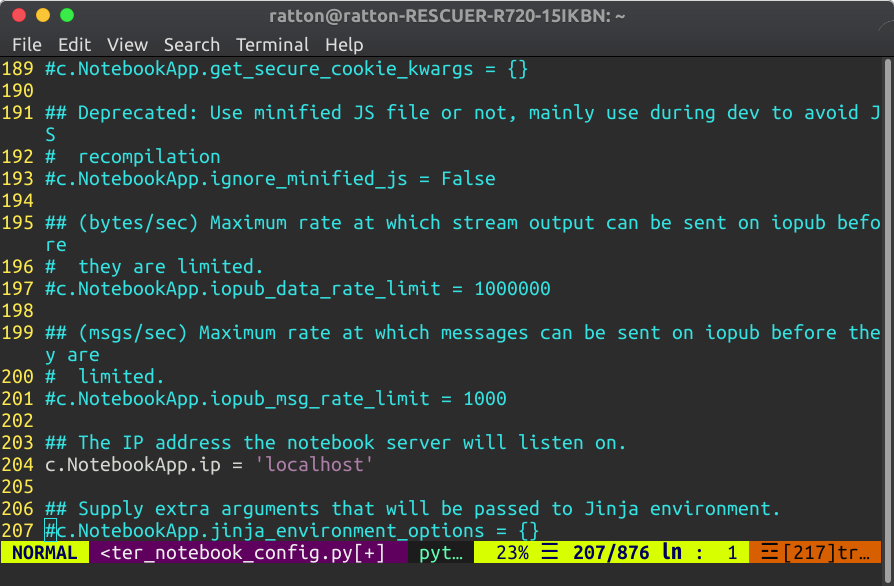 ratton@ratton-RESCUER-R720-15IKBN: ~
File Edit View Search Terminal Help
189 #c.NotebookApp.get_secure_cookie_kwargs = {}
190
191 ## Deprecated: Use minified JS file or not, mainly use during dev to avoid J
S
192 #  recompilation
193 #c.NotebookApp.ignore_minified_js = False
194
195 ## (bytes/sec) Maximum rate at which stream output can be sent on iopub befo
re
196 #  they are limited.
197 #c.NotebookApp.iopub_data_rate_limit = 1000000
198
199 ## (msgs/sec) Maximum rate at which messages can be sent on iopub before the
y are
200 #  limited.
201 #c.NotebookApp.iopub_msg_rate_limit = 1000
202
203 ## The IP address the notebook server will listen on.
204 c.NotebookApp.ip = 'localhost'
205
206 ## Supply extra arguments that will be passed to Jinja environment.
207 #c.NotebookApp.jinja_environment_options = {}
NORMAL <ter_notebook_config.py[+] pyt… 23% ☰ 207/876 ln : 1 ☲[217]tr…